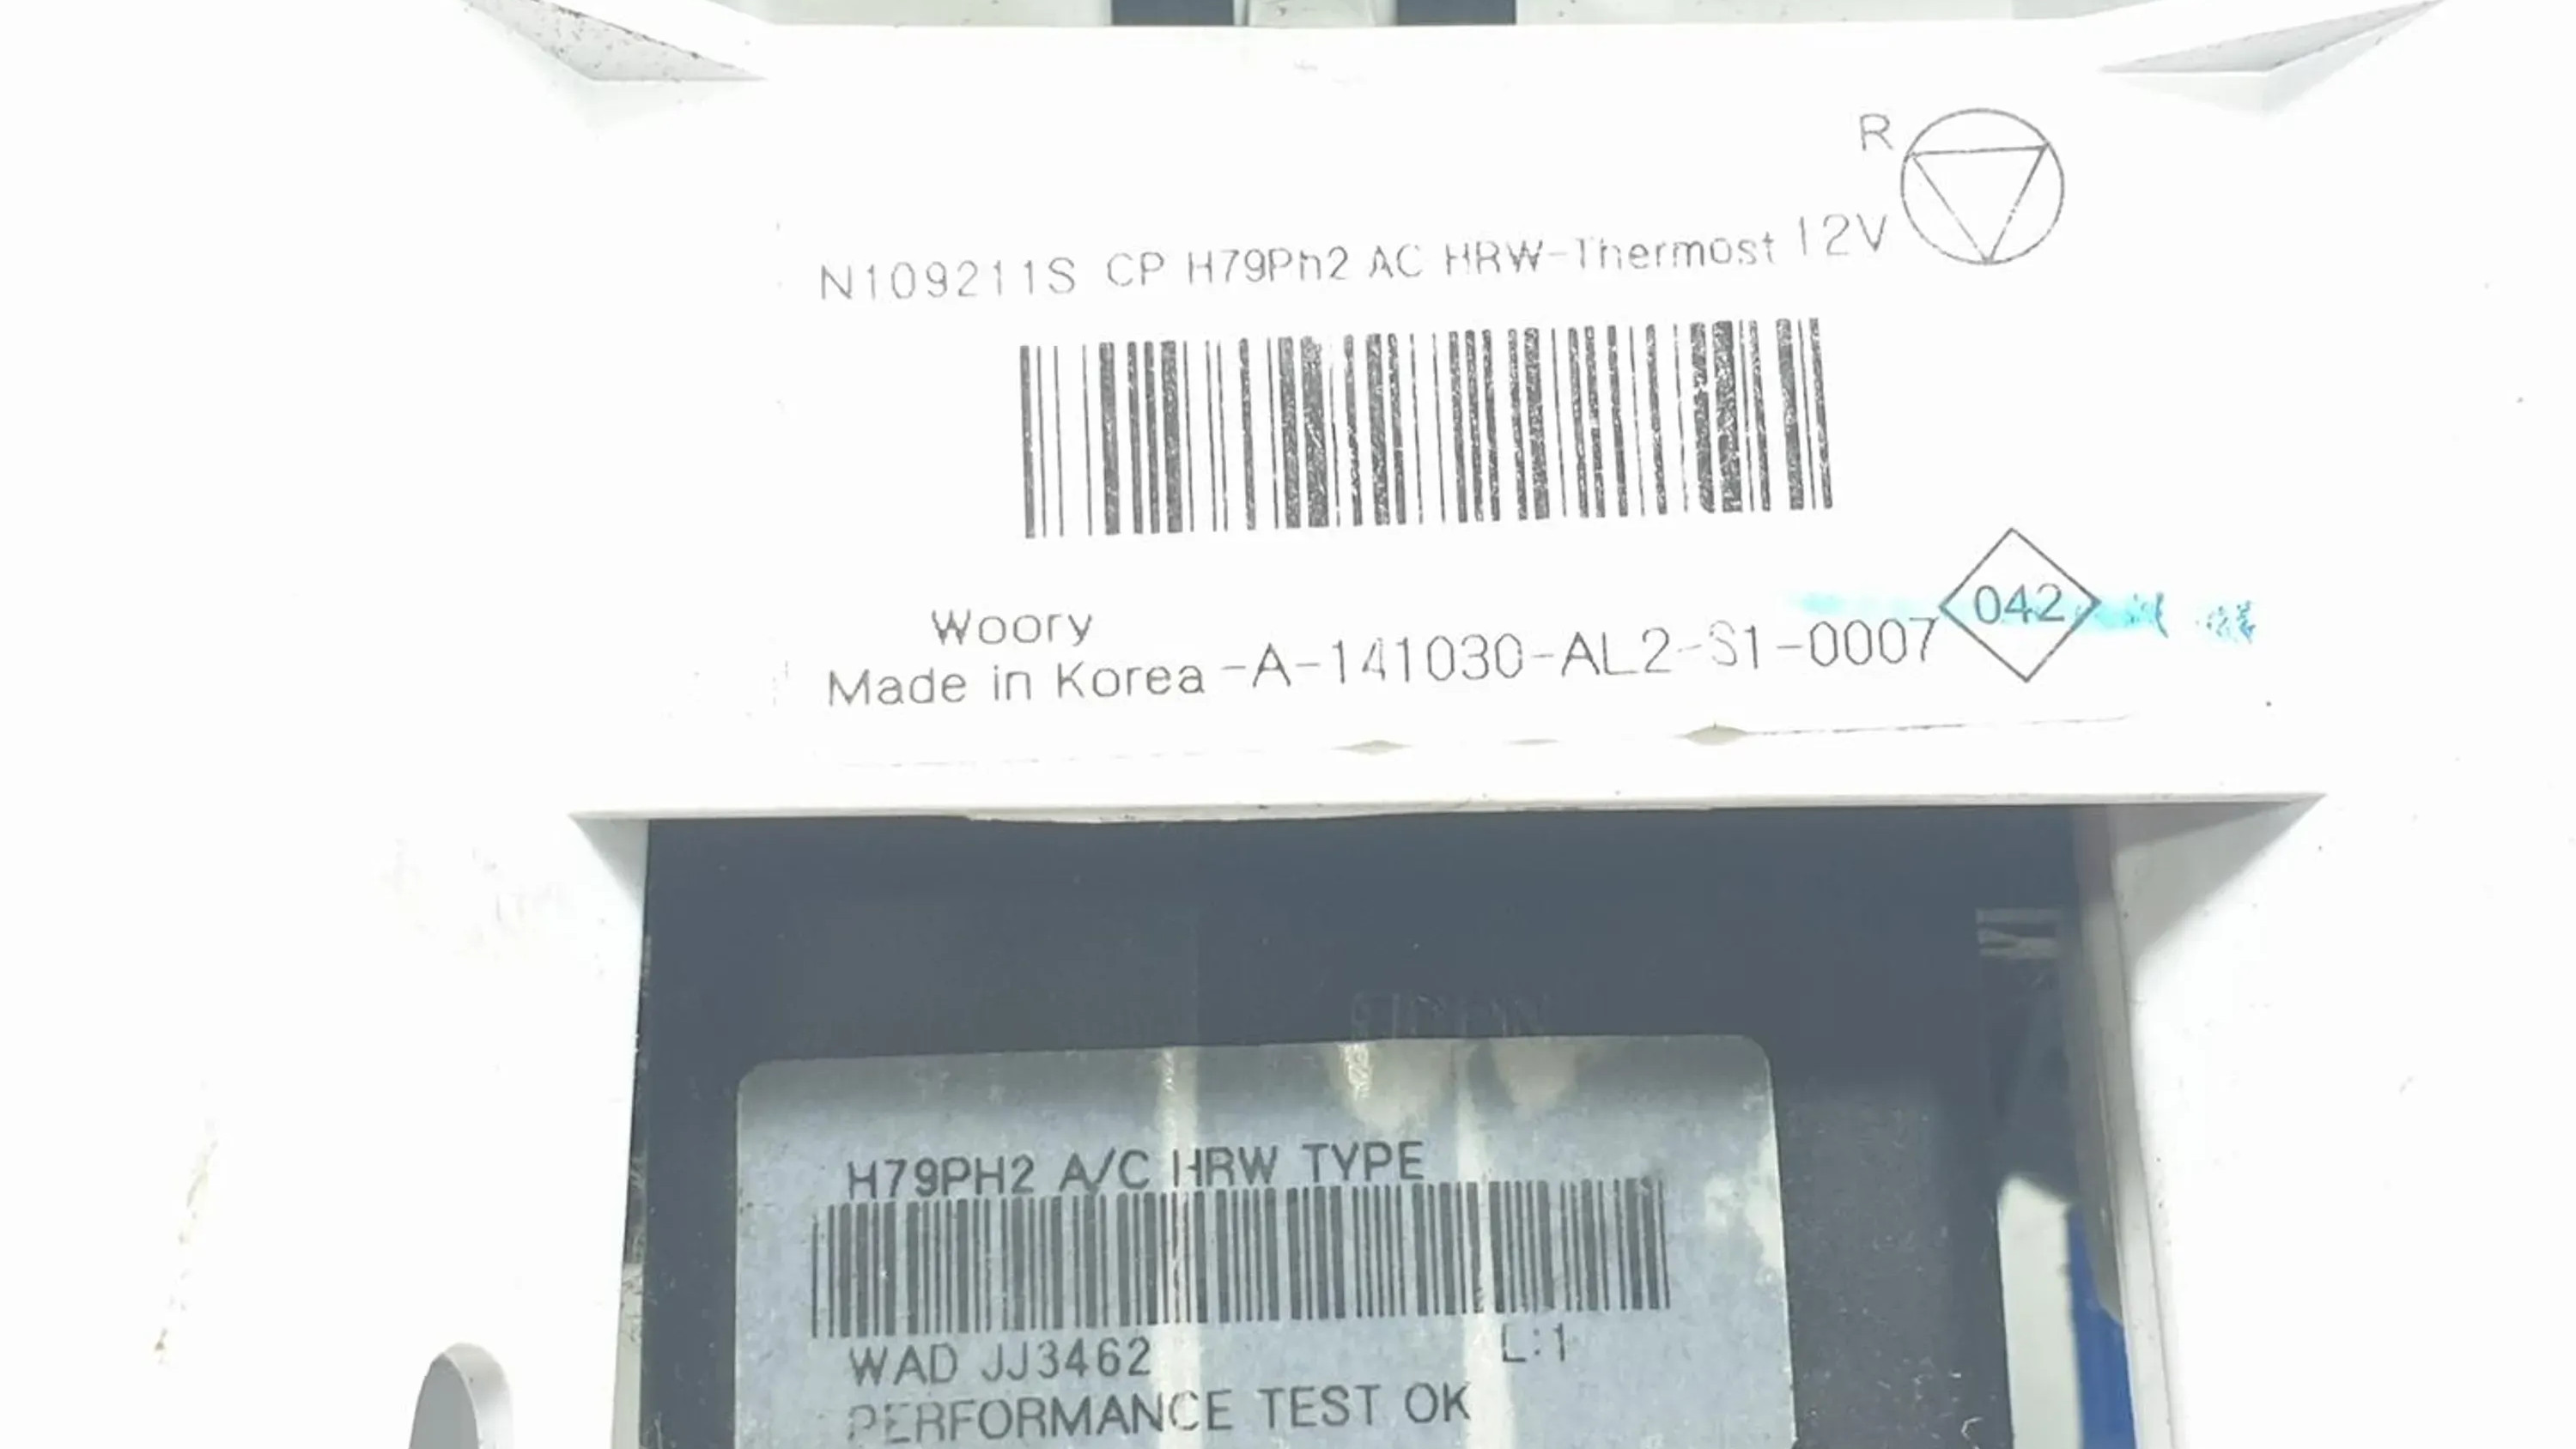 R
N109211S CP H79Ph2 AC HRW-Thermost 12V
Woory
042
Made in Korea -A-141030-AL2-S1-0007
H79PH2 A/C HRW TYPE
WAD JJ3462 L:1
PERFORMANCE TEST OK